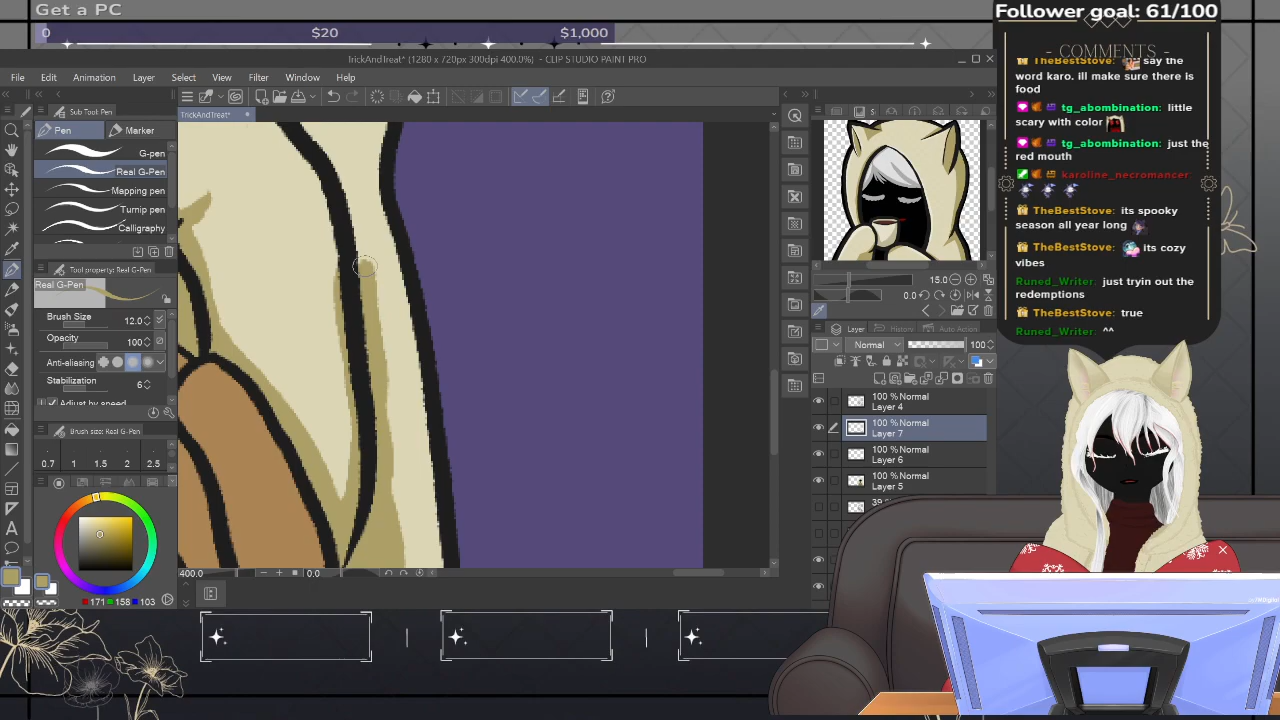 Get a PC
0
$20
$1,000
Follower goal: 61/100
- COMMENTS -
TheBestStove: say the
word karo. ill make sure there is
food
tg_abombination: little
scary with color
tg_abombination: just the
red mouth
karoline_necromancer:
TheBestStove: its spooky
season all year long
TheBestStove: its cozy
vibes
Runed_Writer: just tryin out the
redemptions
TheBestStove: true
Runed_Writer: ^^
TrickAndTreat* (1280 x 720px 300dpi 400.0%) - CLIP STUDIO PAINT PRO
File Edit Animation Layer Select View Filter Window Help
Sub Tool Pen
TrickAndTreat*
Pen
Marker
G-pen
Real G-Pen
Mapping pen
Turnip pen
Calligraphy
Tool property: Real G-Pen
Real G-Pen
Brush Size 12.0
Opacity 100
Anti-aliasing
Stabilization 6
Adjust by speed
Brush size: Real G-Pen
0.7 1 1.5 2 2.5
171 158 103
400.0
0.0
15.0
0.0
Layer History Auto Action
Normal 100
100 % Normal
Layer 4
100 % Normal
Layer 7
100 % Normal
Layer 6
100 % Normal
Layer 5